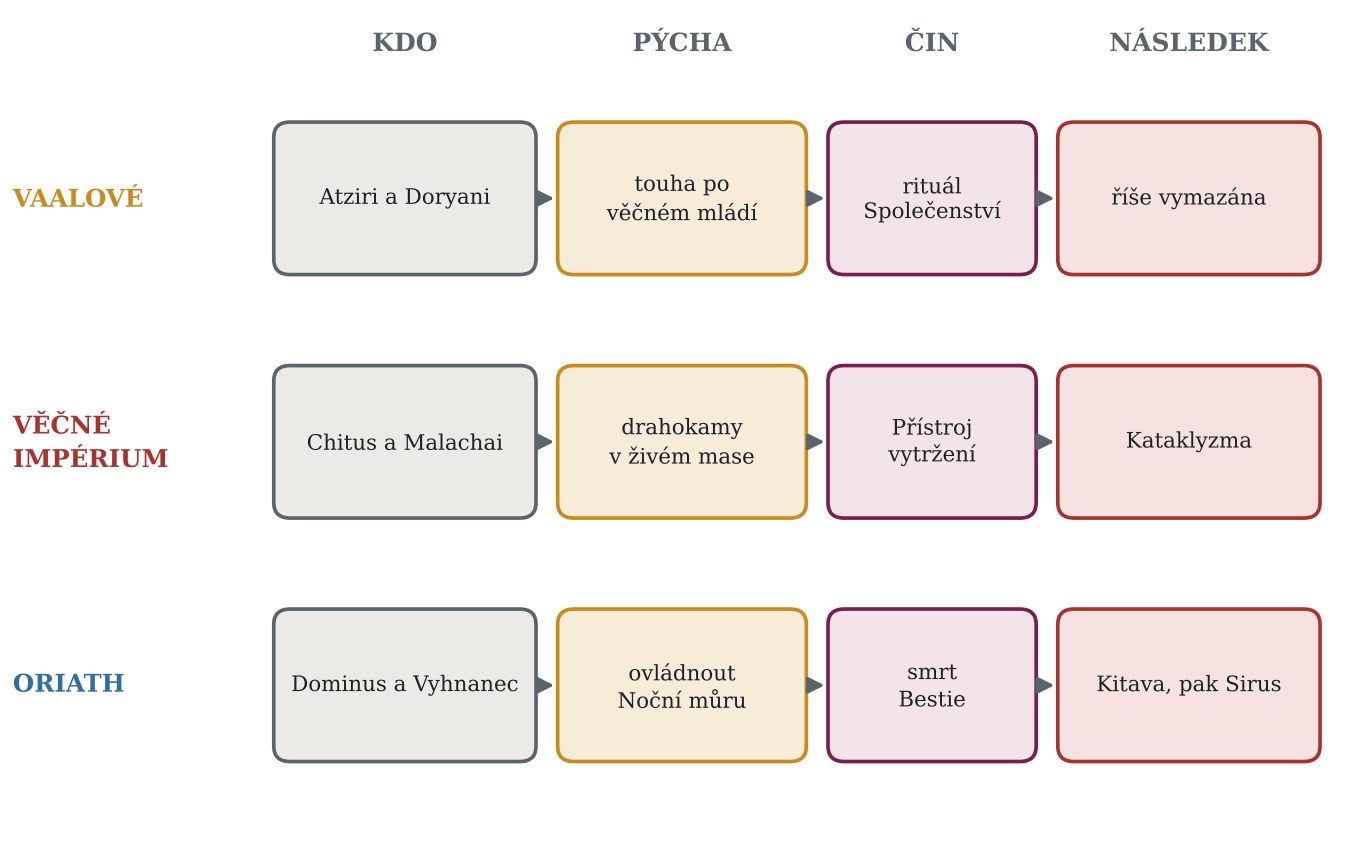 KDO
PÝCHA
ČIN
NÁSLEDEK
VAALOVÉ
Atziri a Doryani
touha po
věčném mládí
rituál
Společenství
říše vymazána
VĚČNÉ
IMPÉRIUM
Chitus a Malachai
drahokamy
v živém mase
Přístroj
vytržení
Kataklyzma
ORIATH
Dominus a Vyhnanec
ovládnout
Noční můru
smrt
Bestie
Kitava, pak Sirus